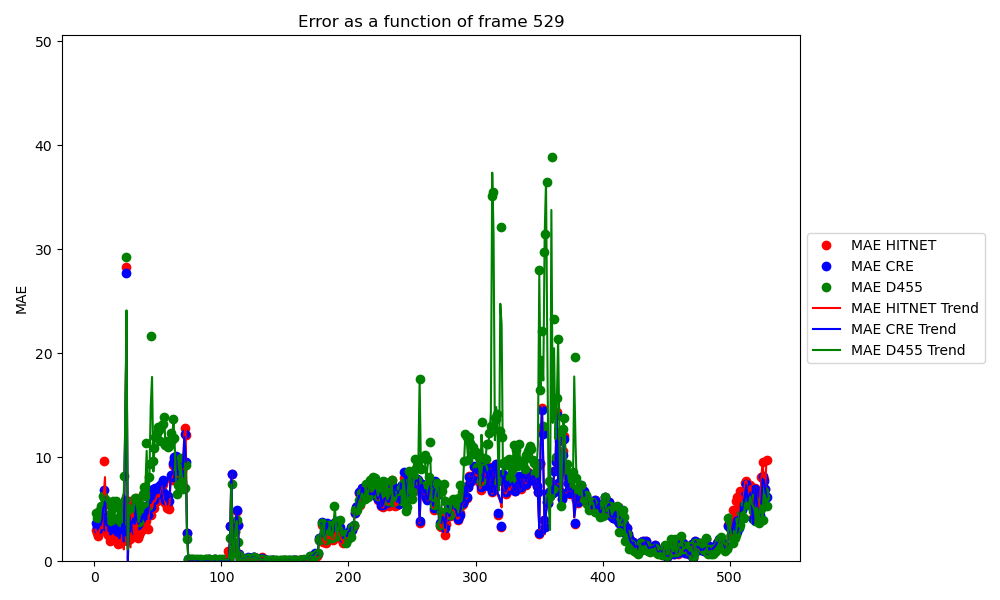 Error as a function of frame 529
MAE
50
40
30
20
10
0
0 100 200 300 400 500
MAE HITNET
MAE CRE
MAE D455
MAE HITNET Trend
MAE CRE Trend
MAE D455 Trend